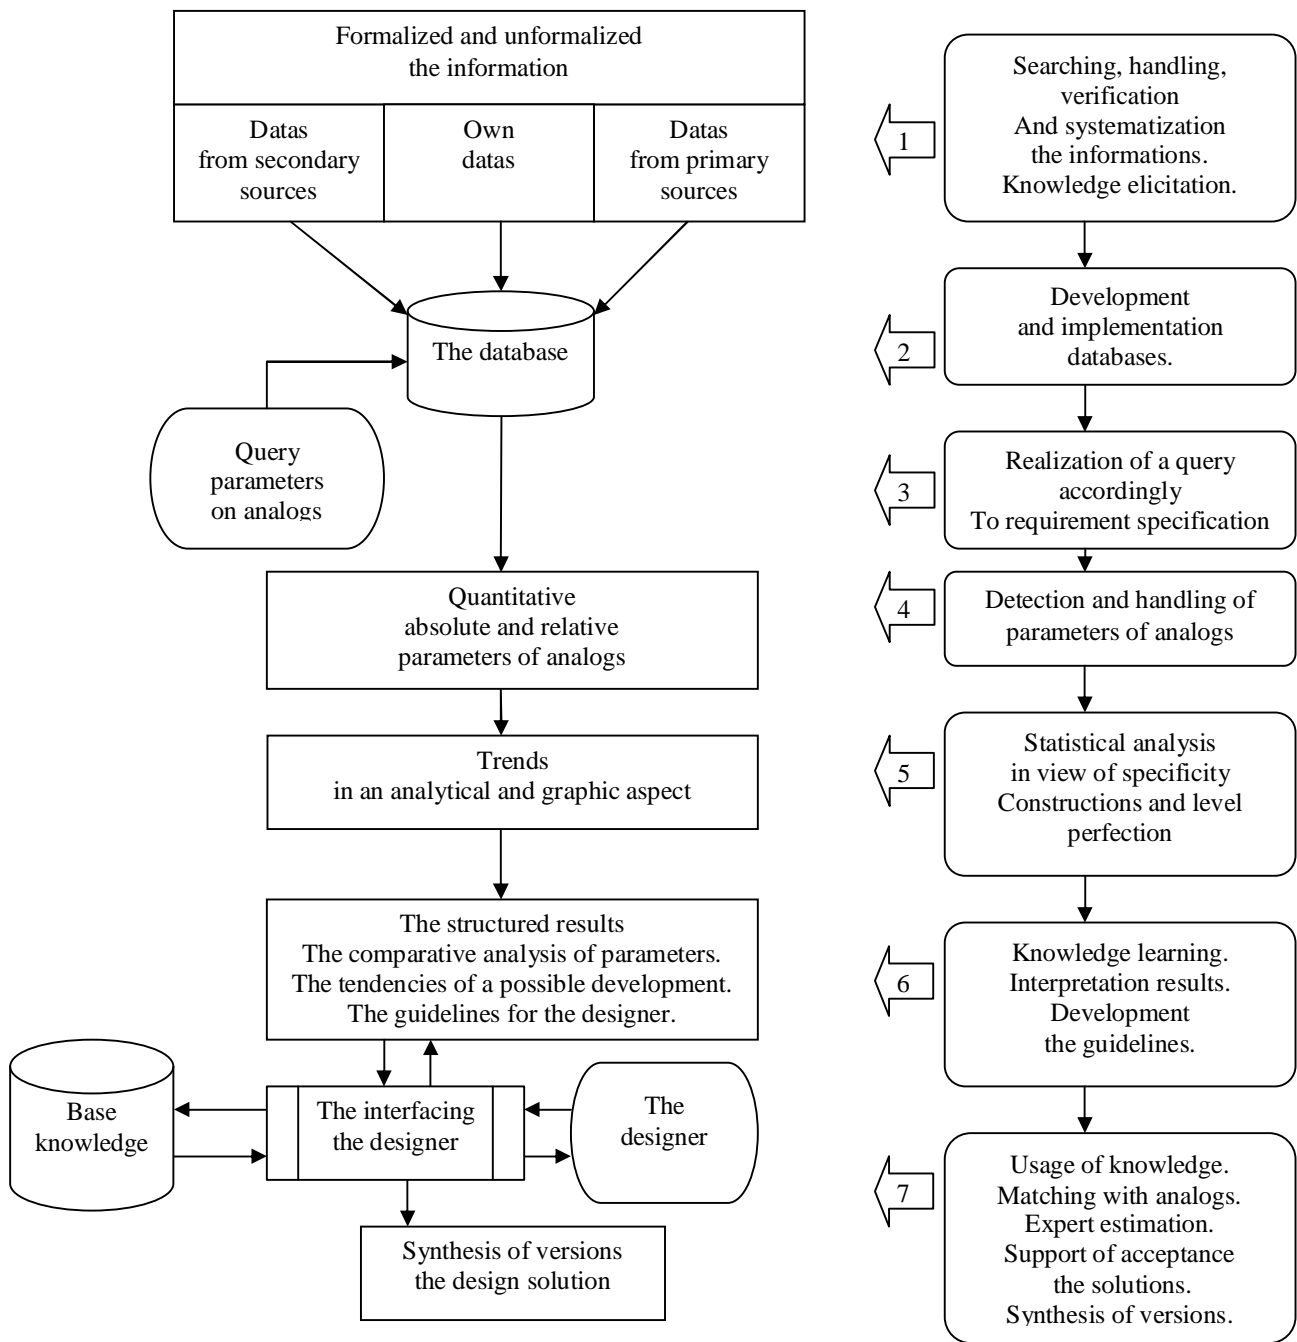 Formalized and unformalized
the information
Datas
from secondary
sources
Own
datas
Datas
from primary
sources
The database
Query
parameters
on analogs
Quantitative
absolute and relative
parameters of analogs
Trends
in an analytical and graphic aspect
The structured results
The comparative analysis of parameters.
The tendencies of a possible development.
The guidelines for the designer.
Base
knowledge
The interfacing
the designer
The
designer
Synthesis of versions
the design solution
1
Searching, handling,
verification
And systematization
the informations.
Knowledge elicitation.
2
Development
and implementation
databases.
3
Realization of a query
accordingly
To requirement specification
4
Detection and handling of
parameters of analogs
5
Statistical analysis
in view of specificity
Constructions and level
perfection
6
Knowledge learning.
Interpretation results.
Development
the guidelines.
7
Usage of knowledge.
Matching with analogs.
Expert estimation.
Support of acceptance
the solutions.
Synthesis of versions.